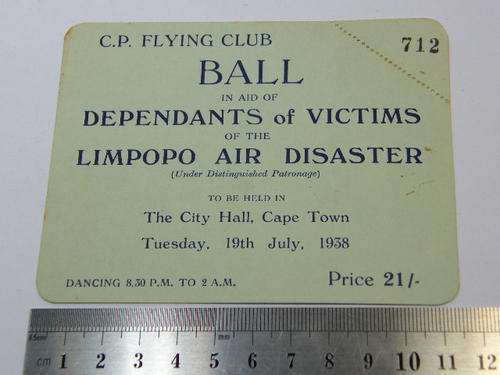 C.P. FLYING CLUB
712
BALL
IN AID OF
DEPENDANTS of VICTIMS
OF THE
LIMPOPO AIR DISASTER
(Under Distinguished Patronage)
TO BE HELD IN
The City Hall, Cape Town
Tuesday, 19th July, 1938
DANCING 8.30 P.M. TO 2 A.M.
Price 21/-
mm
cm 1 2 3 4 5 6 7 8 9 10 11 12